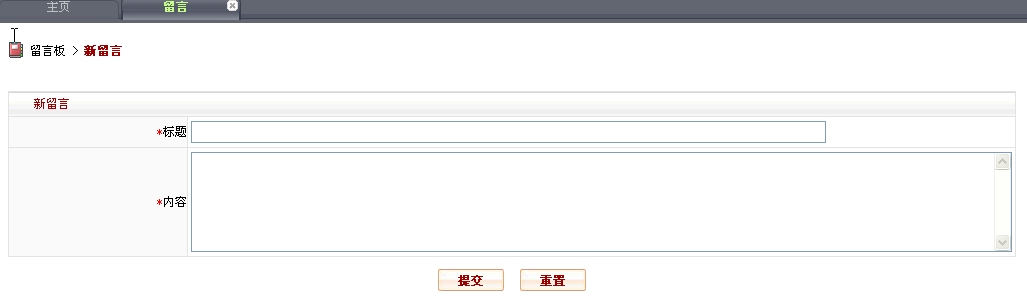 主页 留言
留言板 > 新留言
新留言
*标题
*内容
提交 重置